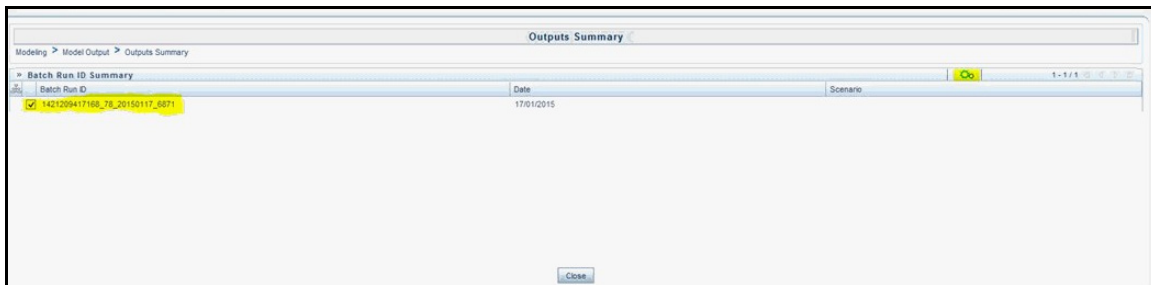 Outputs Summary
Modeling > Model Output > Outputs Summary
» Batch Run ID Summary 1 - 1 / 1
Batch Run ID Date Scenario
1421209417168_78_20150117_6871 17/01/2015
Close